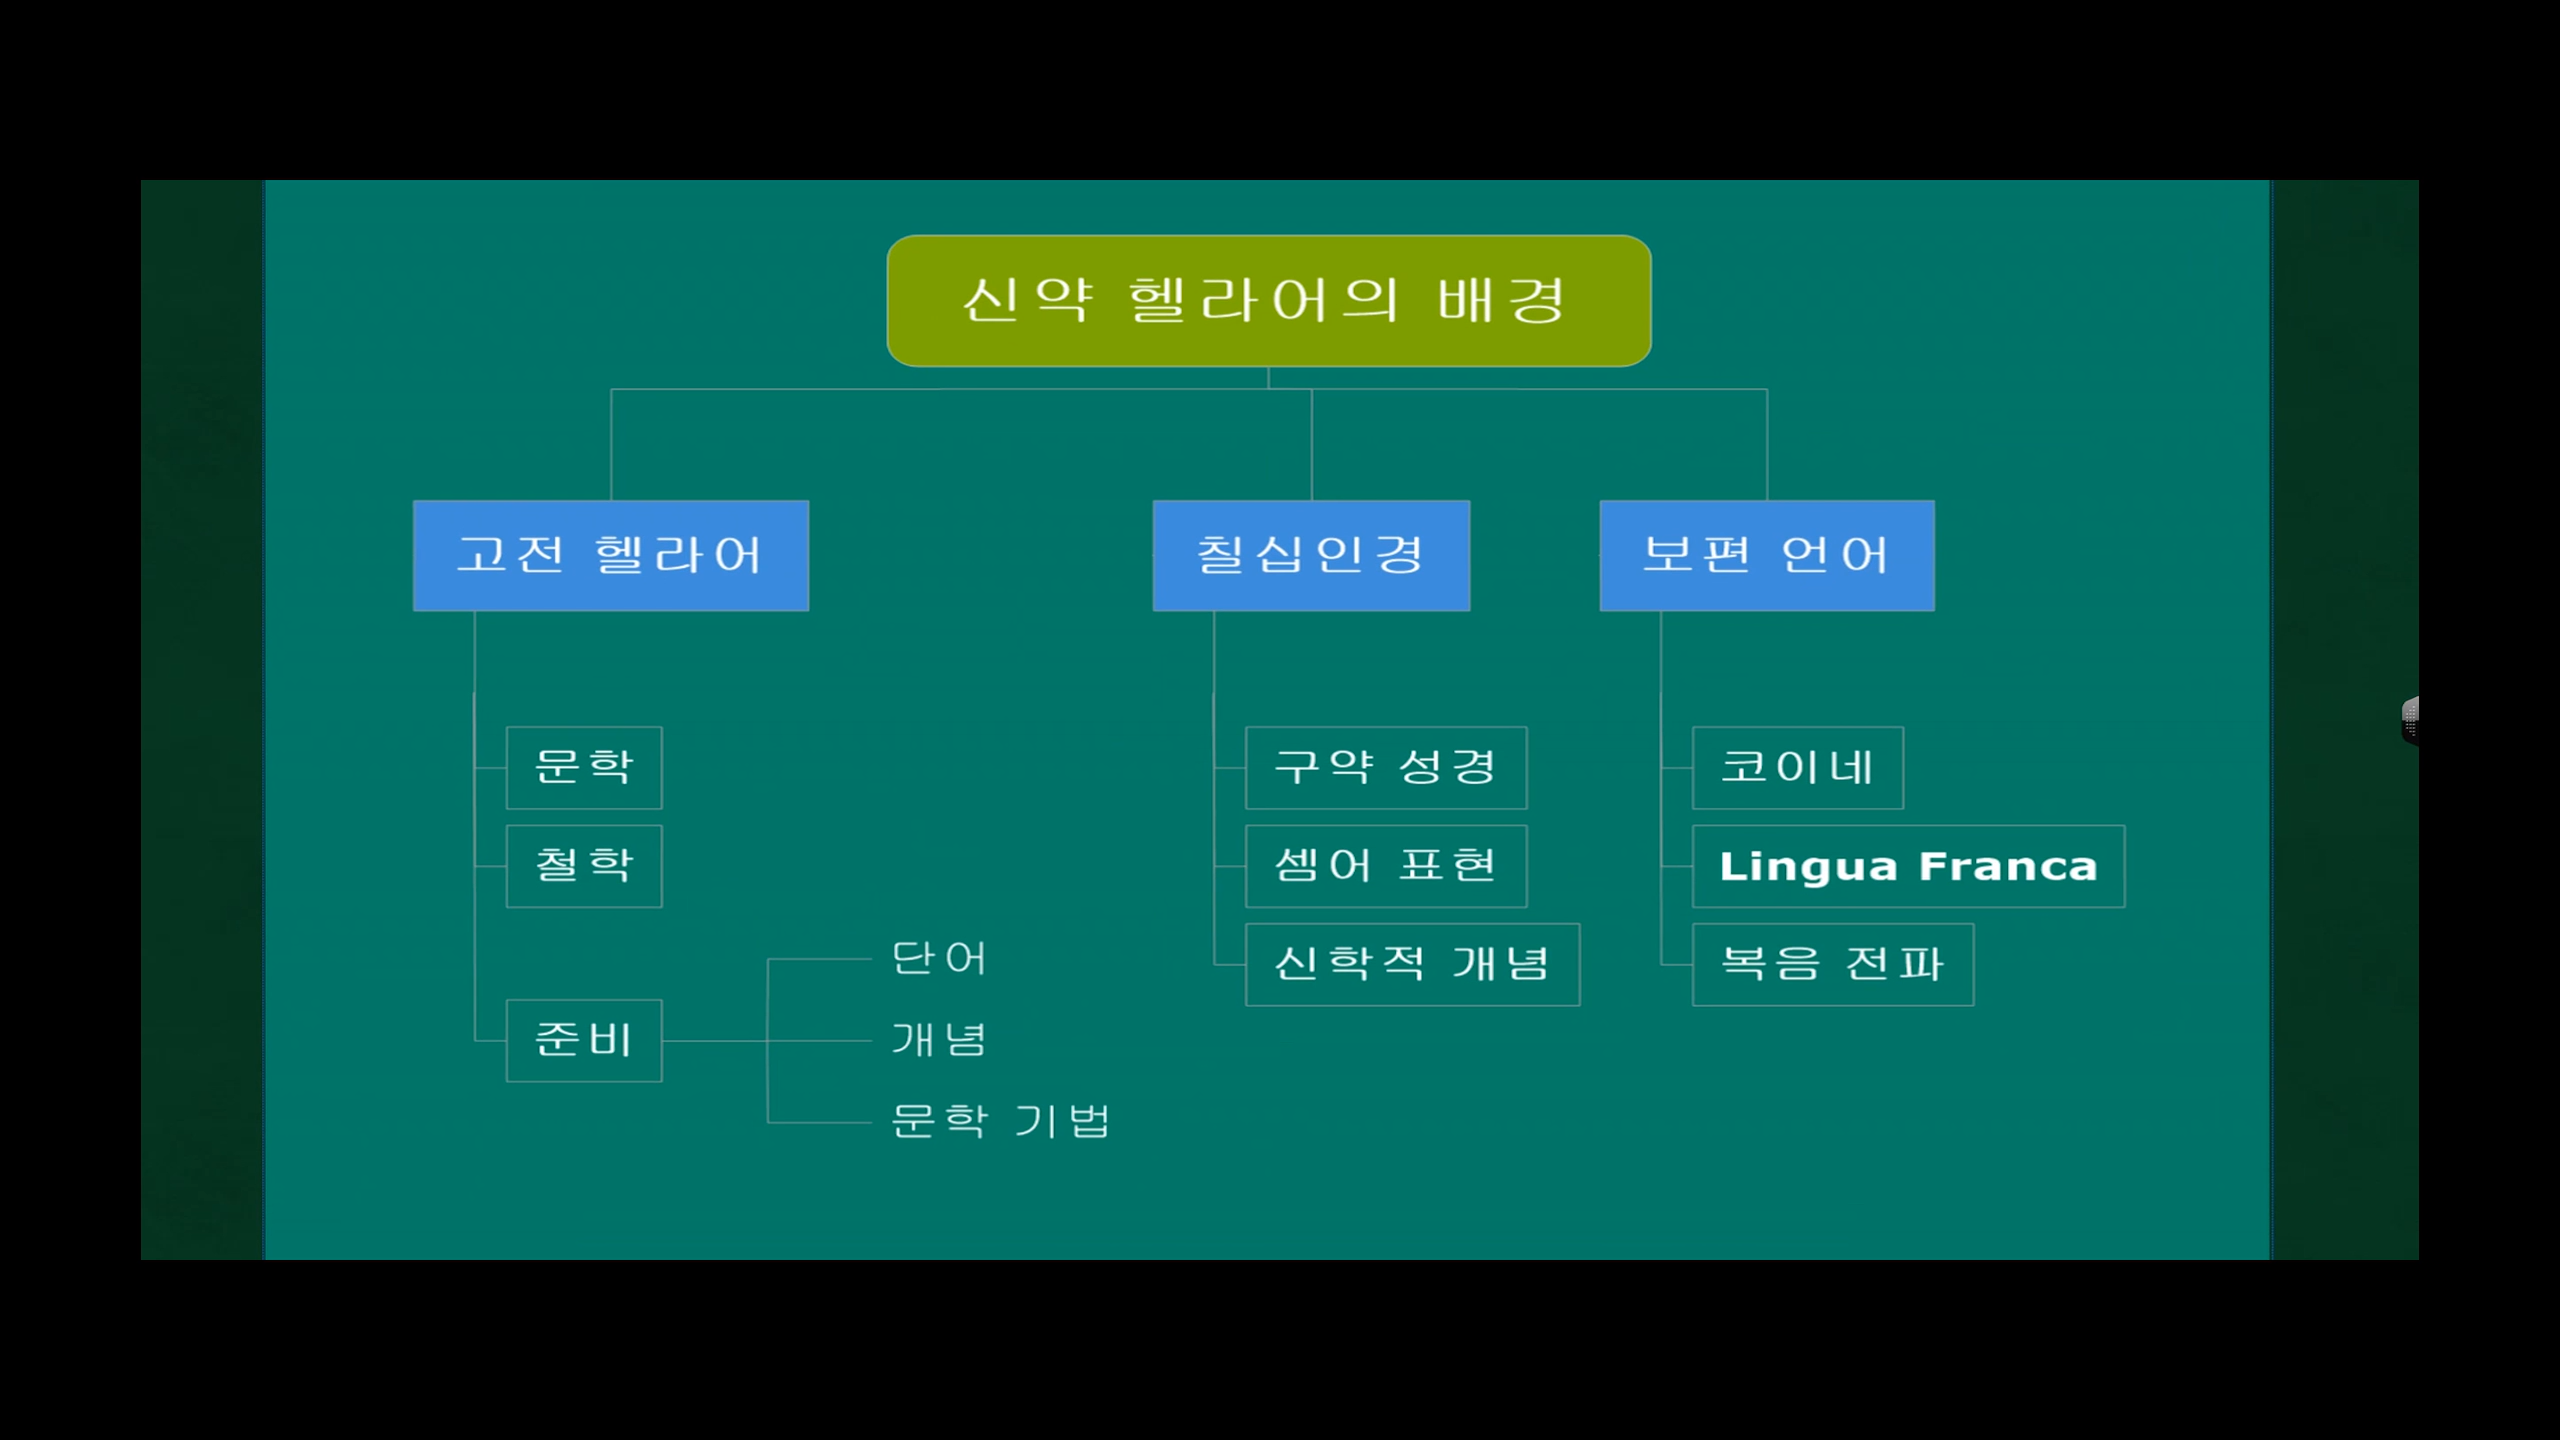 신약 헬라어의 배경
고전 헬라어
문학
철학
준비
단어
개념
문학 기법
칠십인경
구약 성경
셈어 표현
신학적 개념
보편 언어
코이네
Lingua Franca
복음 전파